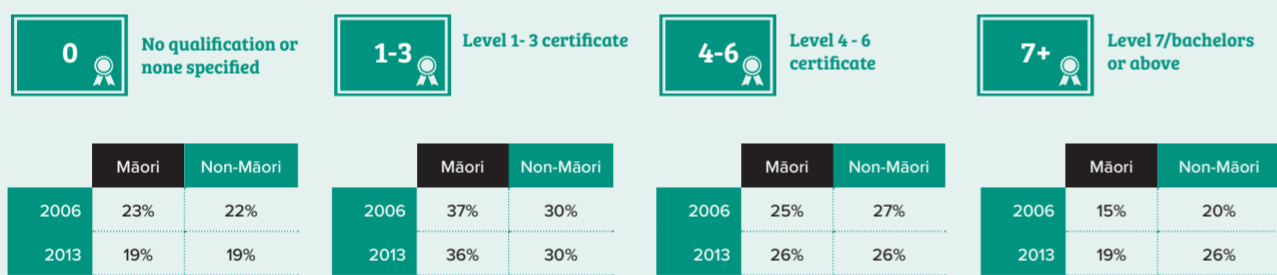 0
No qualification or
none specified
1-3
Level 1- 3 certificate
4-6
Level 4 - 6
certificate
7+
Level 7/bachelors
or above
Māori Non-Māori
2006 23% 22%
2013 19% 19%
Māori Non-Māori
2006 37% 30%
2013 36% 30%
Māori Non-Māori
2006 25% 27%
2013 26% 26%
Māori Non-Māori
2006 15% 20%
2013 19% 26%